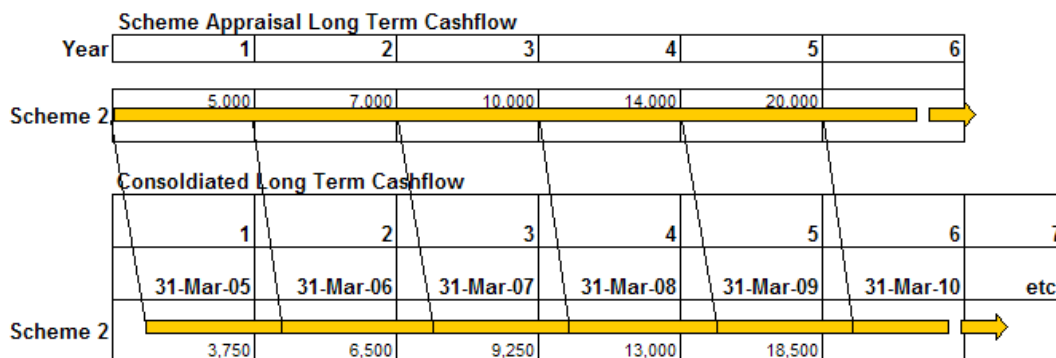 Scheme Appraisal Long Term Cashflow
Year 1 2 3 4 5 6
5,000 7,000 10,000 14,000 20,000
Scheme 2
Consoldiated Long Term Cashflow
1 2 3 4 5 6 7
31-Mar-05 31-Mar-06 31-Mar-07 31-Mar-08 31-Mar-09 31-Mar-10 etc
Scheme 2
3,750 6,500 9,250 13,000 18,500